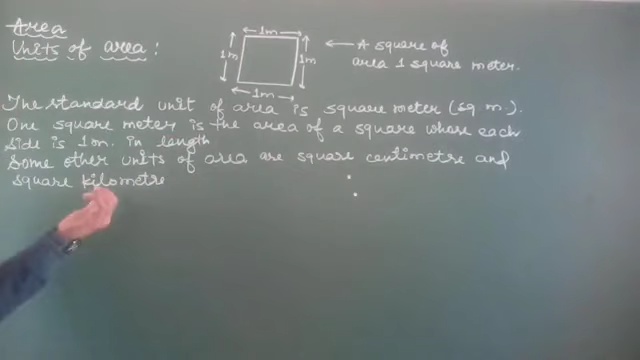 Area
Units of area :
1m
1m
1m
1m
← A square of
area 1 square meter.
The standard unit of area is square meter (sq.m.).
One square meter is the area of a square whose each
side is 1m. in length
Some other units of area are square centimetre and
square kilometre